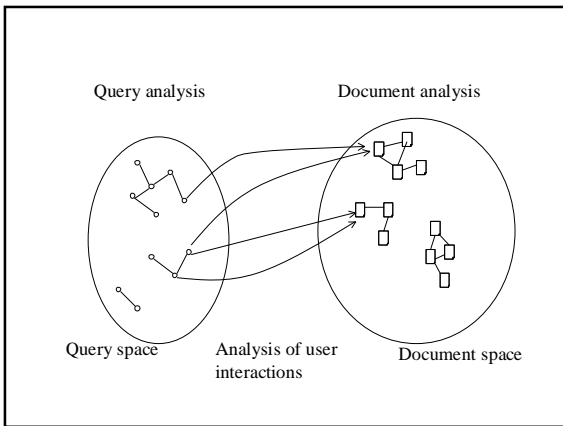 Query analysis
Document analysis
Query space
Analysis of user
interactions
Document space